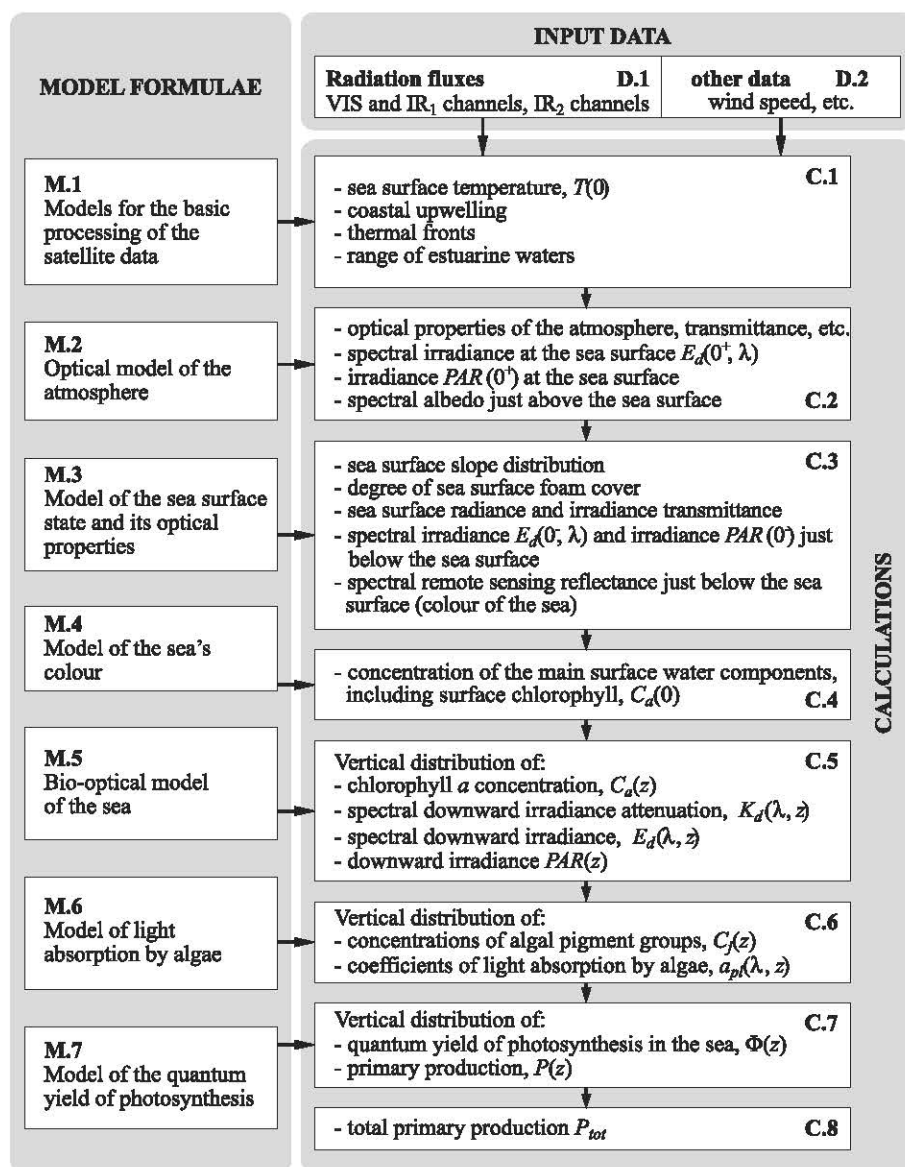 MODEL FORMULAE
M.1
Models for the basic
processing of the
satellite data
M.2
Optical model of the
atmosphere
M.3
Model of the sea surface
state and its optical
properties
M.4
Model of the sea's
colour
M.5
Bio-optical model
of the sea
M.6
Model of light
absorption by algae
M.7
Model of the quantum
yield of photosynthesis
INPUT DATA
Radiation fluxes D.1
VIS and IR₁ channels, IR₂ channels
other data D.2
wind speed, etc.
CALCULATIONS
C.1
- sea surface temperature, T(0)
- coastal upwelling
- thermal fronts
- range of estuarine waters
- optical properties of the atmosphere, transmittance, etc.
- spectral irradiance at the sea surface E_d(0⁺, λ)
- irradiance PAR (0⁺) at the sea surface
- spectral albedo just above the sea surface C.2
C.3
- sea surface slope distribution
- degree of sea surface foam cover
- sea surface radiance and irradiance transmittance
- spectral irradiance E_d(0⁻, λ) and irradiance PAR (0⁻) just
below the sea surface
- spectral remote sensing reflectance just below the sea
surface (colour of the sea)
- concentration of the main surface water components,
including surface chlorophyll, C_a(0) C.4
Vertical distribution of: C.5
- chlorophyll a concentration, C_a(z)
- spectral downward irradiance attenuation, K_d(λ, z)
- spectral downward irradiance, E_d(λ, z)
- downward irradiance PAR(z)
Vertical distribution of: C.6
- concentrations of algal pigment groups, C_j(z)
- coefficients of light absorption by algae, a_pl(λ, z)
Vertical distribution of: C.7
- quantum yield of photosynthesis in the sea, Φ(z)
- primary production, P(z)
- total primary production P_tot C.8